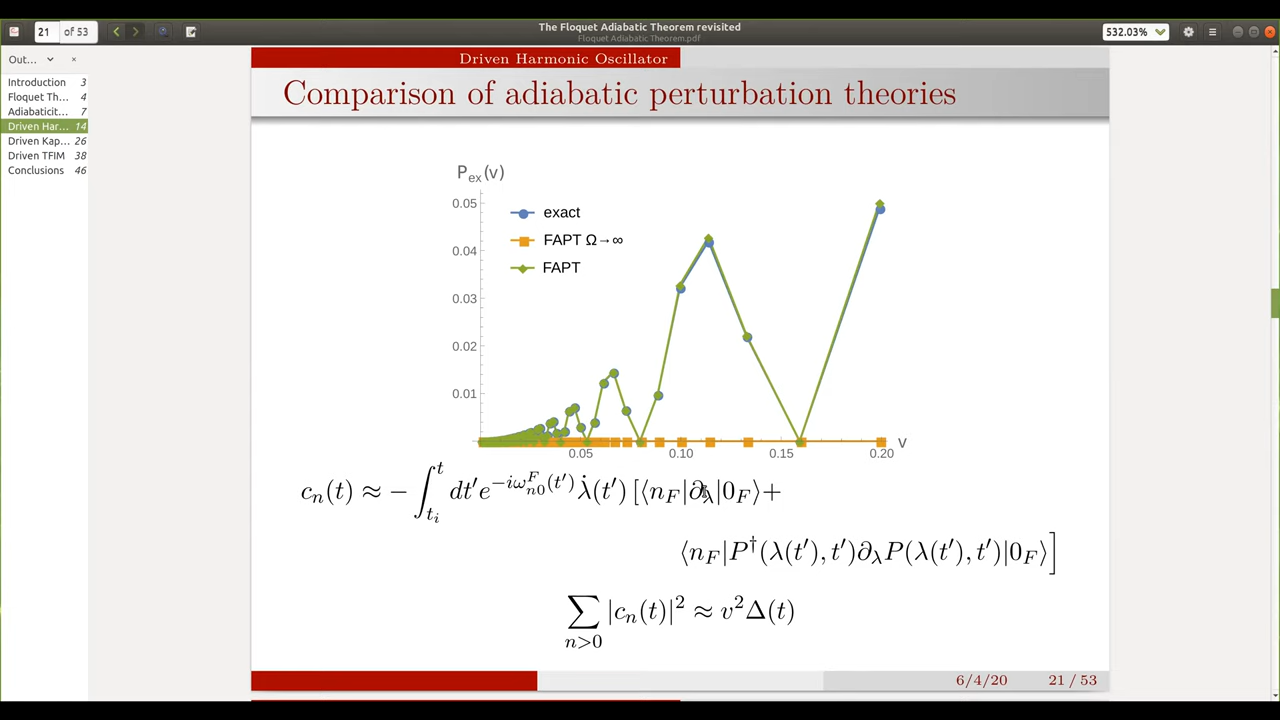 The Floquet Adiabatic Theorem revisited
Floquet Adiabatic Theorem.pdf
21 of 53
532.03%
Out...
Introduction 3
Floquet Th... 4
Adiabaticit... 7
Driven Har... 14
Driven Kap... 26
Driven TFIM 38
Conclusions 46
Driven Harmonic Oscillator
Comparison of adiabatic perturbation theories
P_ex(v)
0.05
0.04
0.03
0.02
0.01
exact
FAPT Ω→∞
FAPT
0.05 0.10 0.15 0.20
v
c_n(t) ≈ − ∫_{t_i}^{t} dt′e^{−iω^F_{n0}(t′)} λ̇(t′) [⟨n_F|∂_λ|0_F⟩+
⟨n_F|P†(λ(t′), t′)∂_λP(λ(t′), t′)|0_F⟩]
∑_{n>0} |c_n(t)|² ≈ v²Δ(t)
6/4/20 21 / 53